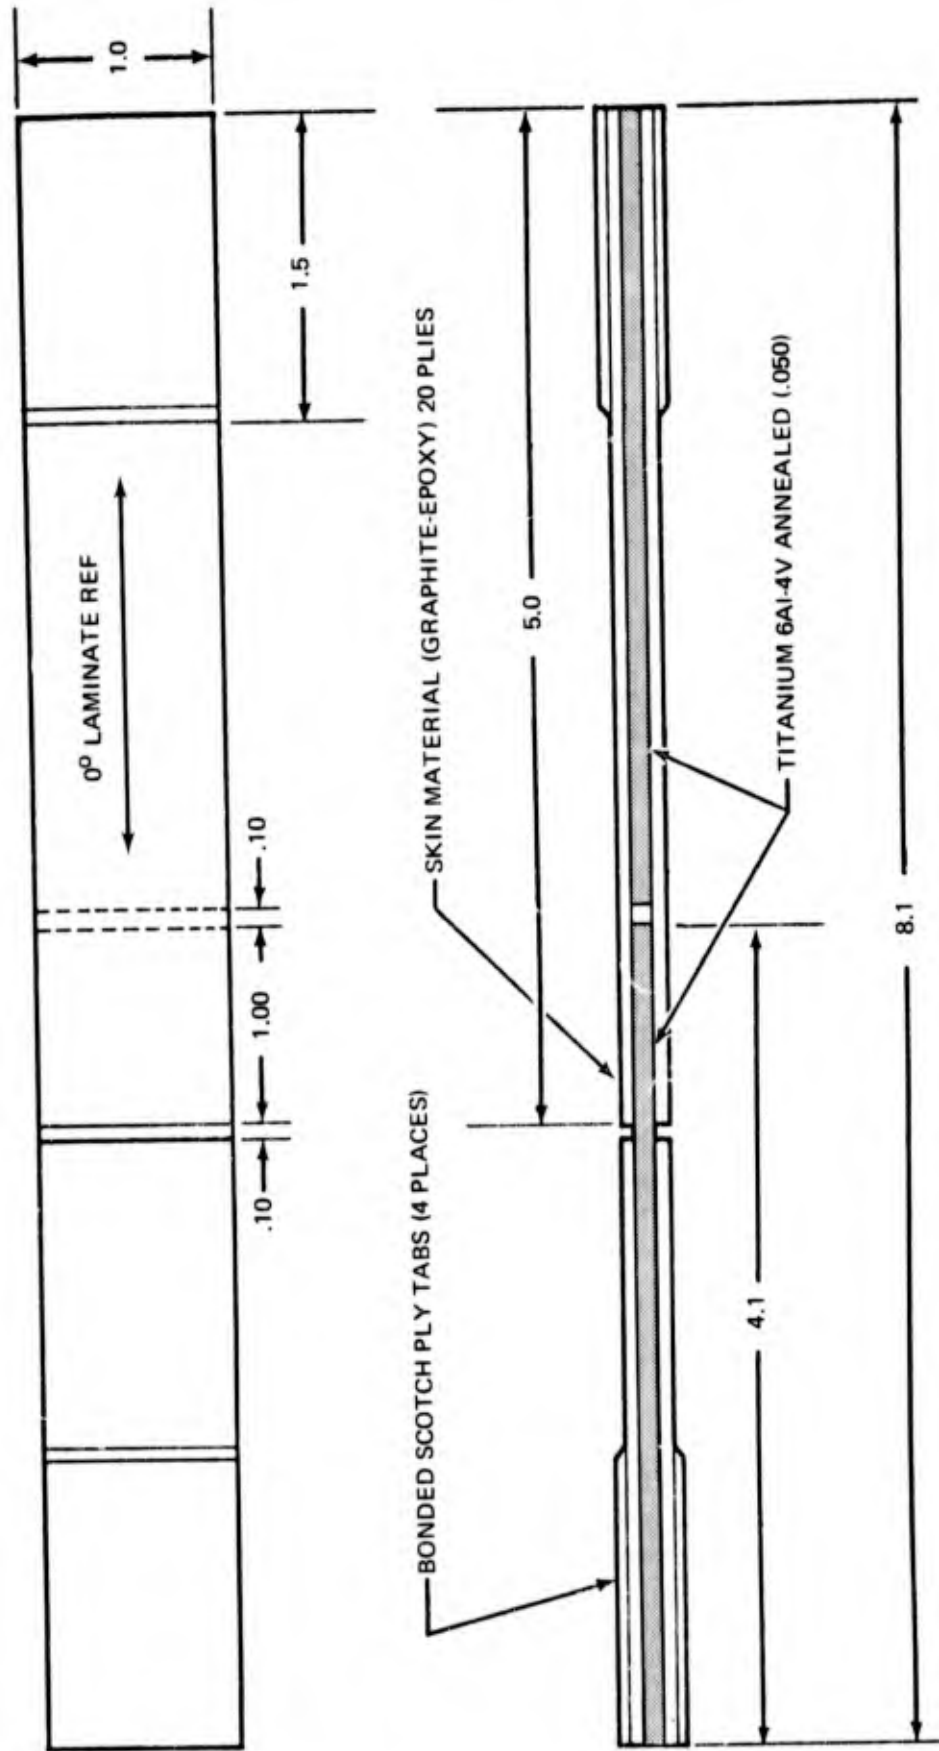 1.0
1.5
0º LAMINATE REF
.10
1.00
.10
SKIN MATERIAL (GRAPHITE-EPOXY) 20 PLIES
5.0
BONDED SCOTCH PLY TABS (4 PLACES)
TITANIUM 6Al-4V ANNEALED (.050)
4.1
8.1